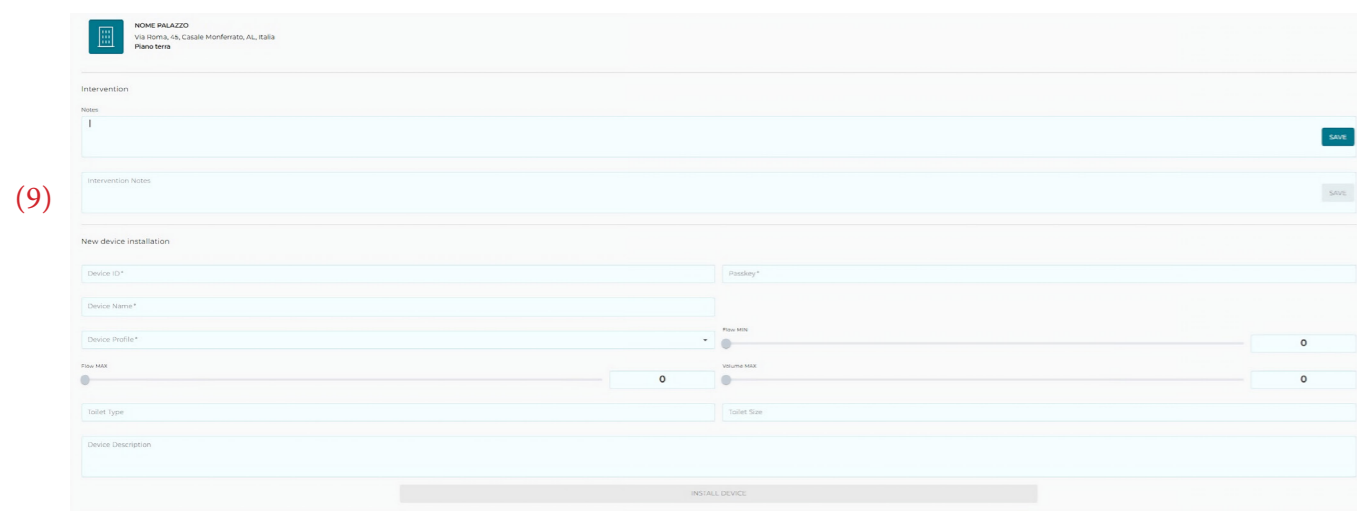 NOME PALAZZO
Via Roma, 45, Casale Monferrato, AL, Italia
Piano terra
Intervention
Notes
SAVE
(9)
Intervention Notes
SAVE
New device installation
Device ID*
Passkey*
Device Name*
Device Profile*
Flow MIN
0
Flow MAX
0
Volume MAX
0
Toilet Type
Toilet Size
Device Description
INSTALL DEVICE